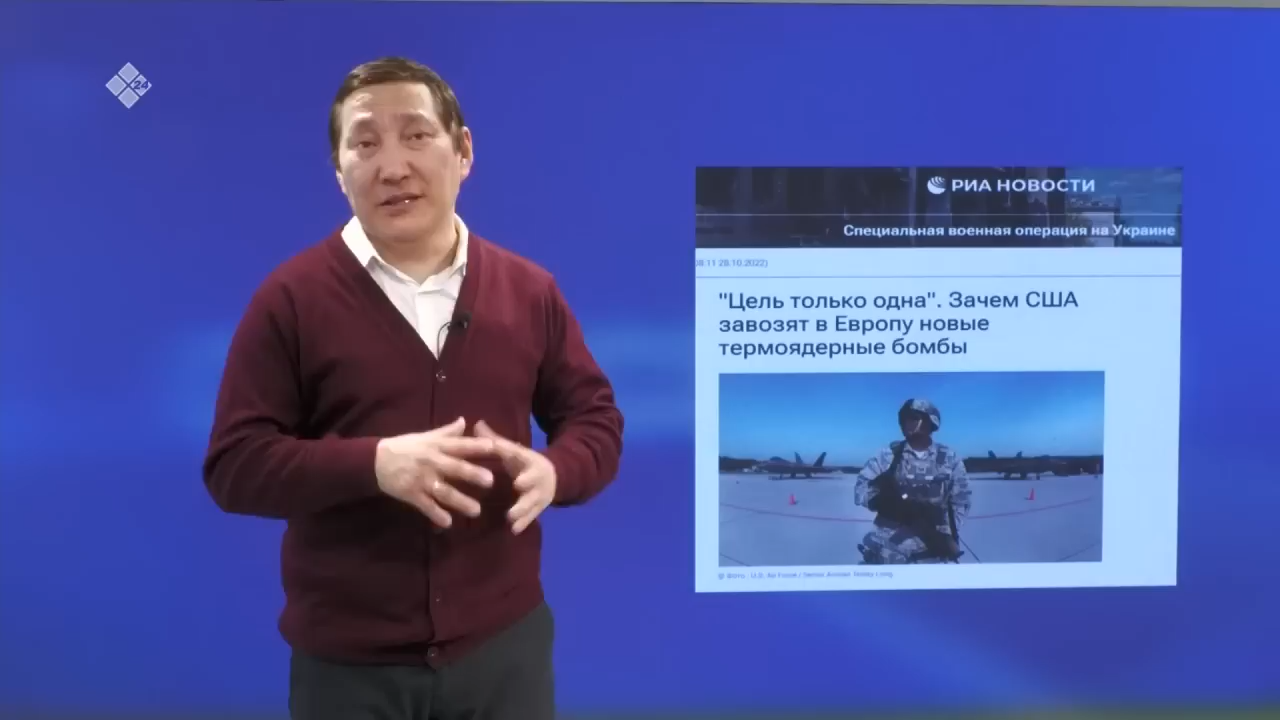 24
РИА НОВОСТИ
Специальная военная операция на Украине
28.10.2022)
"Цель только одна". Зачем США
завозят в Европу новые
термоядерные бомбы